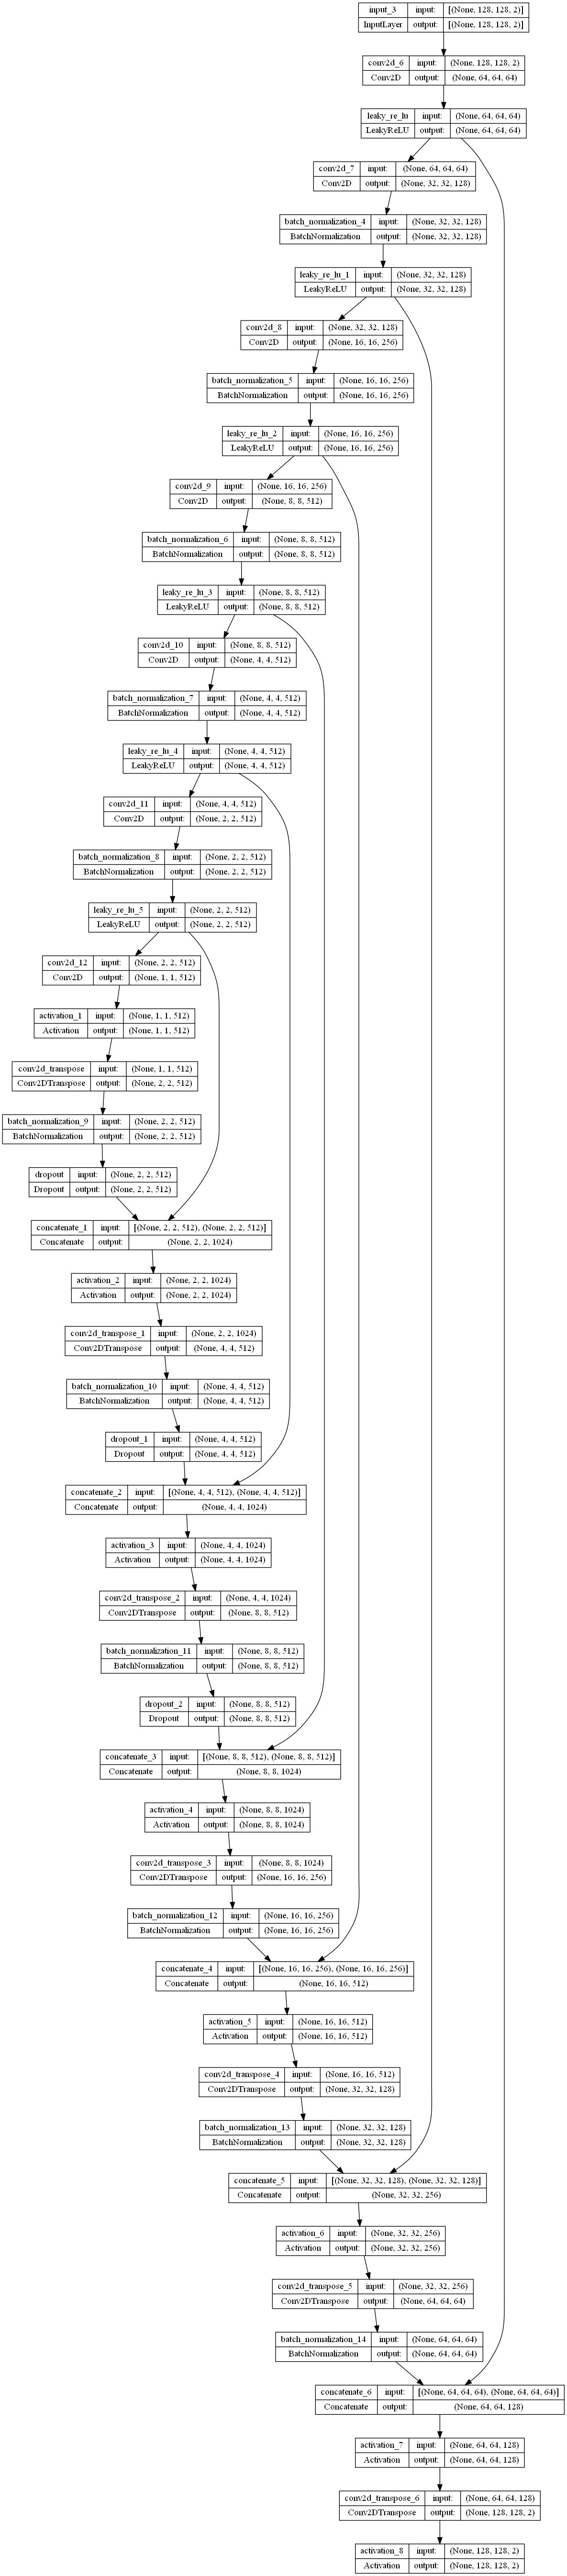 input_3 input: [(None, 128, 128, 2)]
InputLayer output: [(None, 128, 128, 2)]
conv2d_6 input: (None, 128, 128, 2)
Conv2D output: (None, 64, 64, 64)
leaky_re_lu input: (None, 64, 64, 64)
LeakyReLU output: (None, 64, 64, 64)
conv2d_7 input: (None, 64, 64, 64)
Conv2D output: (None, 32, 32, 128)
batch_normalization_4 input: (None, 32, 32, 128)
BatchNormalization output: (None, 32, 32, 128)
leaky_re_lu_1 input: (None, 32, 32, 128)
LeakyReLU output: (None, 32, 32, 128)
conv2d_8 input: (None, 32, 32, 128)
Conv2D output: (None, 16, 16, 256)
batch_normalization_5 input: (None, 16, 16, 256)
BatchNormalization output: (None, 16, 16, 256)
leaky_re_lu_2 input: (None, 16, 16, 256)
LeakyReLU output: (None, 16, 16, 256)
conv2d_9 input: (None, 16, 16, 256)
Conv2D output: (None, 8, 8, 512)
batch_normalization_6 input: (None, 8, 8, 512)
BatchNormalization output: (None, 8, 8, 512)
leaky_re_lu_3 input: (None, 8, 8, 512)
LeakyReLU output: (None, 8, 8, 512)
conv2d_10 input: (None, 8, 8, 512)
Conv2D output: (None, 4, 4, 512)
batch_normalization_7 input: (None, 4, 4, 512)
BatchNormalization output: (None, 4, 4, 512)
leaky_re_lu_4 input: (None, 4, 4, 512)
LeakyReLU output: (None, 4, 4, 512)
conv2d_11 input: (None, 4, 4, 512)
Conv2D output: (None, 2, 2, 512)
batch_normalization_8 input: (None, 2, 2, 512)
BatchNormalization output: (None, 2, 2, 512)
leaky_re_lu_5 input: (None, 2, 2, 512)
LeakyReLU output: (None, 2, 2, 512)
conv2d_12 input: (None, 2, 2, 512)
Conv2D output: (None, 1, 1, 512)
activation_1 input: (None, 1, 1, 512)
Activation output: (None, 1, 1, 512)
conv2d_transpose input: (None, 1, 1, 512)
Conv2DTranspose output: (None, 2, 2, 512)
batch_normalization_9 input: (None, 2, 2, 512)
BatchNormalization output: (None, 2, 2, 512)
dropout input: (None, 2, 2, 512)
Dropout output: (None, 2, 2, 512)
concatenate_1 input: [(None, 2, 2, 512), (None, 2, 2, 512)]
Concatenate output: (None, 2, 2, 1024)
activation_2 input: (None, 2, 2, 1024)
Activation output: (None, 2, 2, 1024)
conv2d_transpose_1 input: (None, 2, 2, 1024)
Conv2DTranspose output: (None, 4, 4, 512)
batch_normalization_10 input: (None, 4, 4, 512)
BatchNormalization output: (None, 4, 4, 512)
dropout_1 input: (None, 4, 4, 512)
Dropout output: (None, 4, 4, 512)
concatenate_2 input: [(None, 4, 4, 512), (None, 4, 4, 512)]
Concatenate output: (None, 4, 4, 1024)
activation_3 input: (None, 4, 4, 1024)
Activation output: (None, 4, 4, 1024)
conv2d_transpose_2 input: (None, 4, 4, 1024)
Conv2DTranspose output: (None, 8, 8, 512)
batch_normalization_11 input: (None, 8, 8, 512)
BatchNormalization output: (None, 8, 8, 512)
dropout_2 input: (None, 8, 8, 512)
Dropout output: (None, 8, 8, 512)
concatenate_3 input: [(None, 8, 8, 512), (None, 8, 8, 512)]
Concatenate output: (None, 8, 8, 1024)
activation_4 input: (None, 8, 8, 1024)
Activation output: (None, 8, 8, 1024)
conv2d_transpose_3 input: (None, 8, 8, 1024)
Conv2DTranspose output: (None, 16, 16, 256)
batch_normalization_12 input: (None, 16, 16, 256)
BatchNormalization output: (None, 16, 16, 256)
concatenate_4 input: [(None, 16, 16, 256), (None, 16, 16, 256)]
Concatenate output: (None, 16, 16, 512)
activation_5 input: (None, 16, 16, 512)
Activation output: (None, 16, 16, 512)
conv2d_transpose_4 input: (None, 16, 16, 512)
Conv2DTranspose output: (None, 32, 32, 128)
batch_normalization_13 input: (None, 32, 32, 128)
BatchNormalization output: (None, 32, 32, 128)
concatenate_5 input: [(None, 32, 32, 128), (None, 32, 32, 128)]
Concatenate output: (None, 32, 32, 256)
activation_6 input: (None, 32, 32, 256)
Activation output: (None, 32, 32, 256)
conv2d_transpose_5 input: (None, 32, 32, 256)
Conv2DTranspose output: (None, 64, 64, 64)
batch_normalization_14 input: (None, 64, 64, 64)
BatchNormalization output: (None, 64, 64, 64)
concatenate_6 input: [(None, 64, 64, 64), (None, 64, 64, 64)]
Concatenate output: (None, 64, 64, 128)
activation_7 input: (None, 64, 64, 128)
Activation output: (None, 64, 64, 128)
conv2d_transpose_6 input: (None, 64, 64, 128)
Conv2DTranspose output: (None, 128, 128, 2)
activation_8 input: (None, 128, 128, 2)
Activation output: (None, 128, 128, 2)